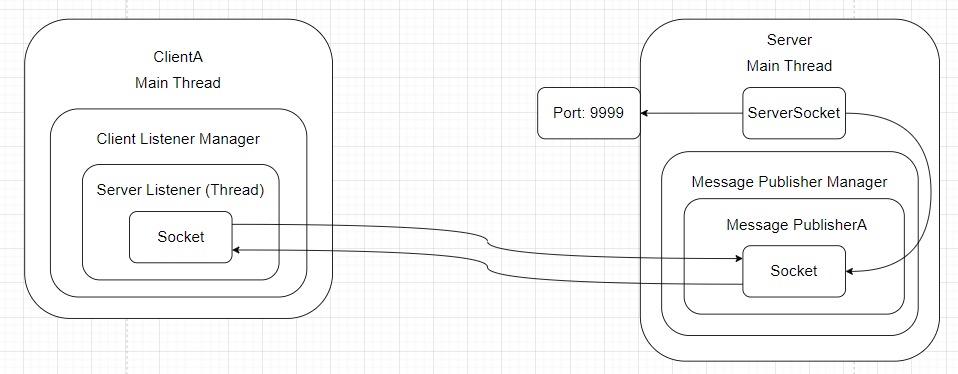 ClientA
Main Thread
Client Listener Manager
Server Listener (Thread)
Socket
Server
Main Thread
Port: 9999
ServerSocket
Message Publisher Manager
Message PublisherA
Socket